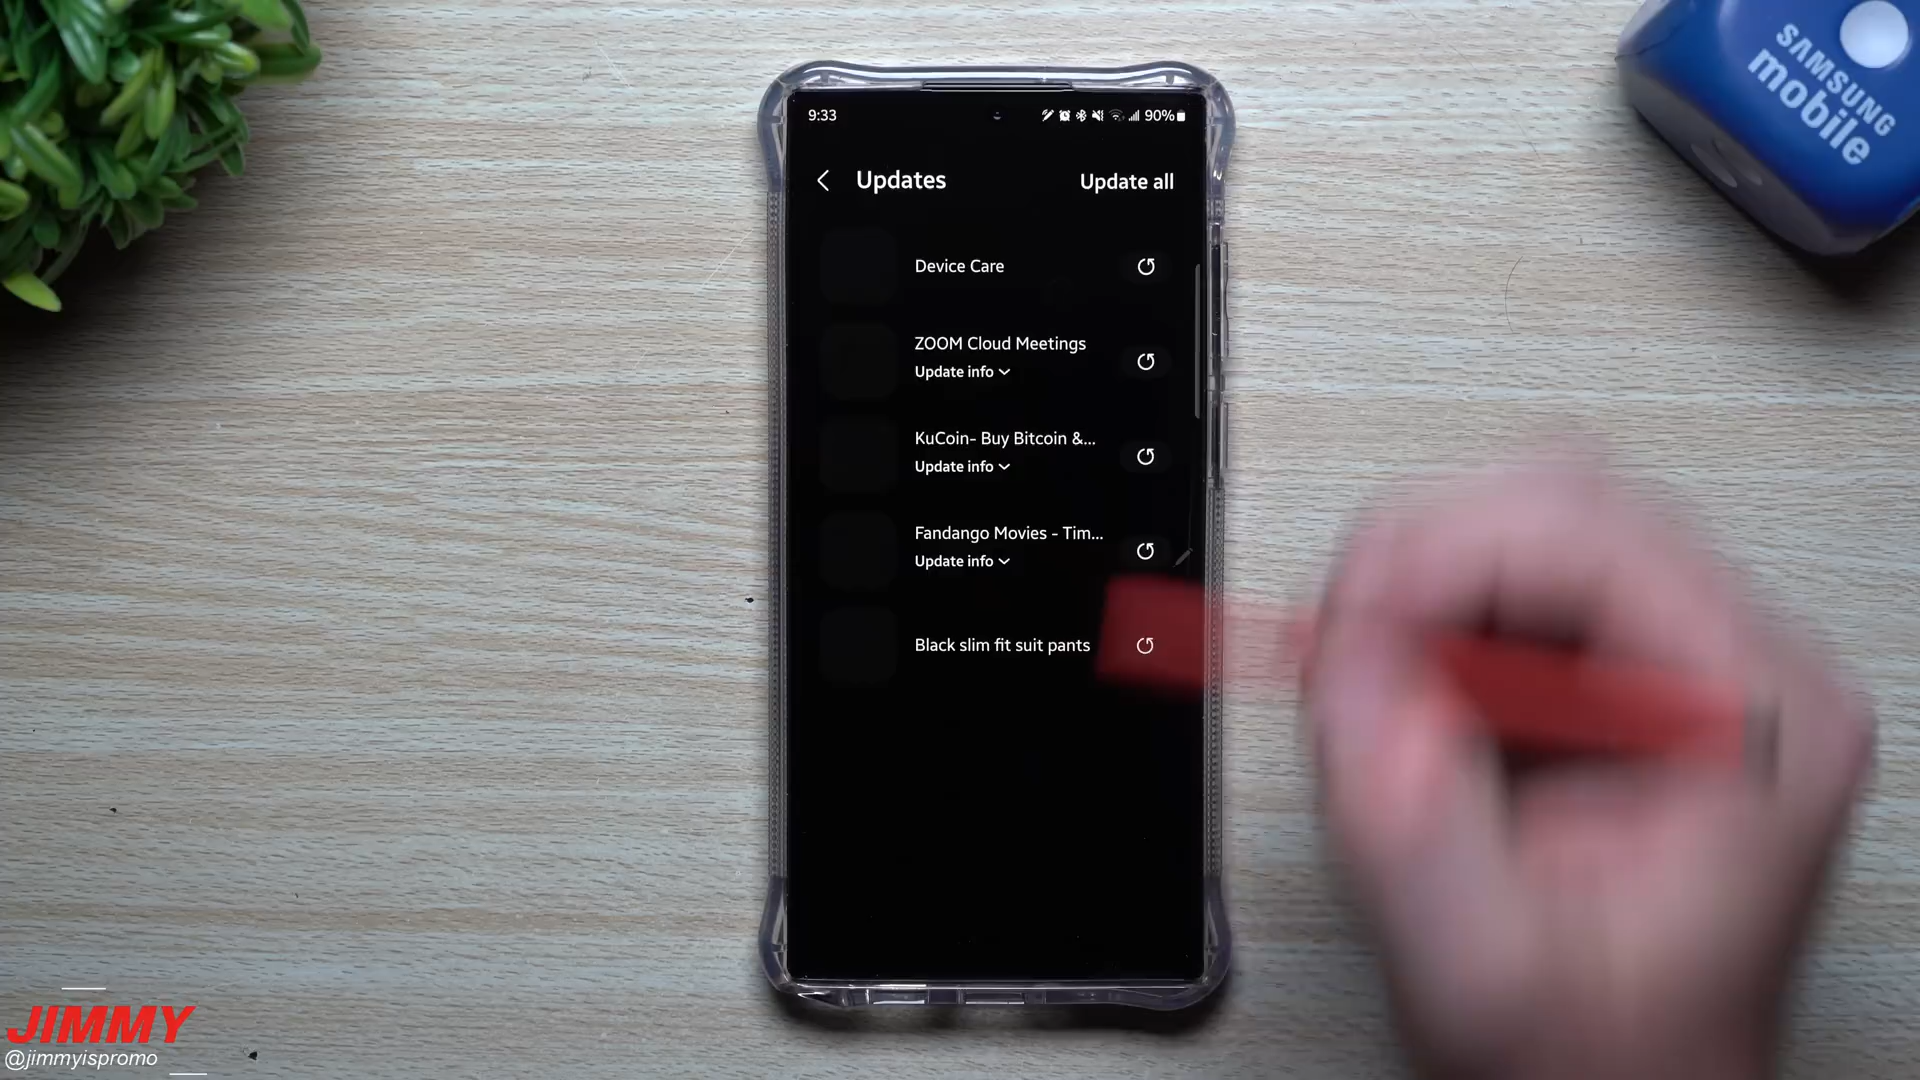 SAMSUNG
mobile
9:33
90%
Updates
Update all
Device Care
ZOOM Cloud Meetings
Update info
KuCoin- Buy Bitcoin &...
Update info
Fandango Movies - Tim...
Update info
Black slim fit suit pants
JIMMY
@jimmyispromo